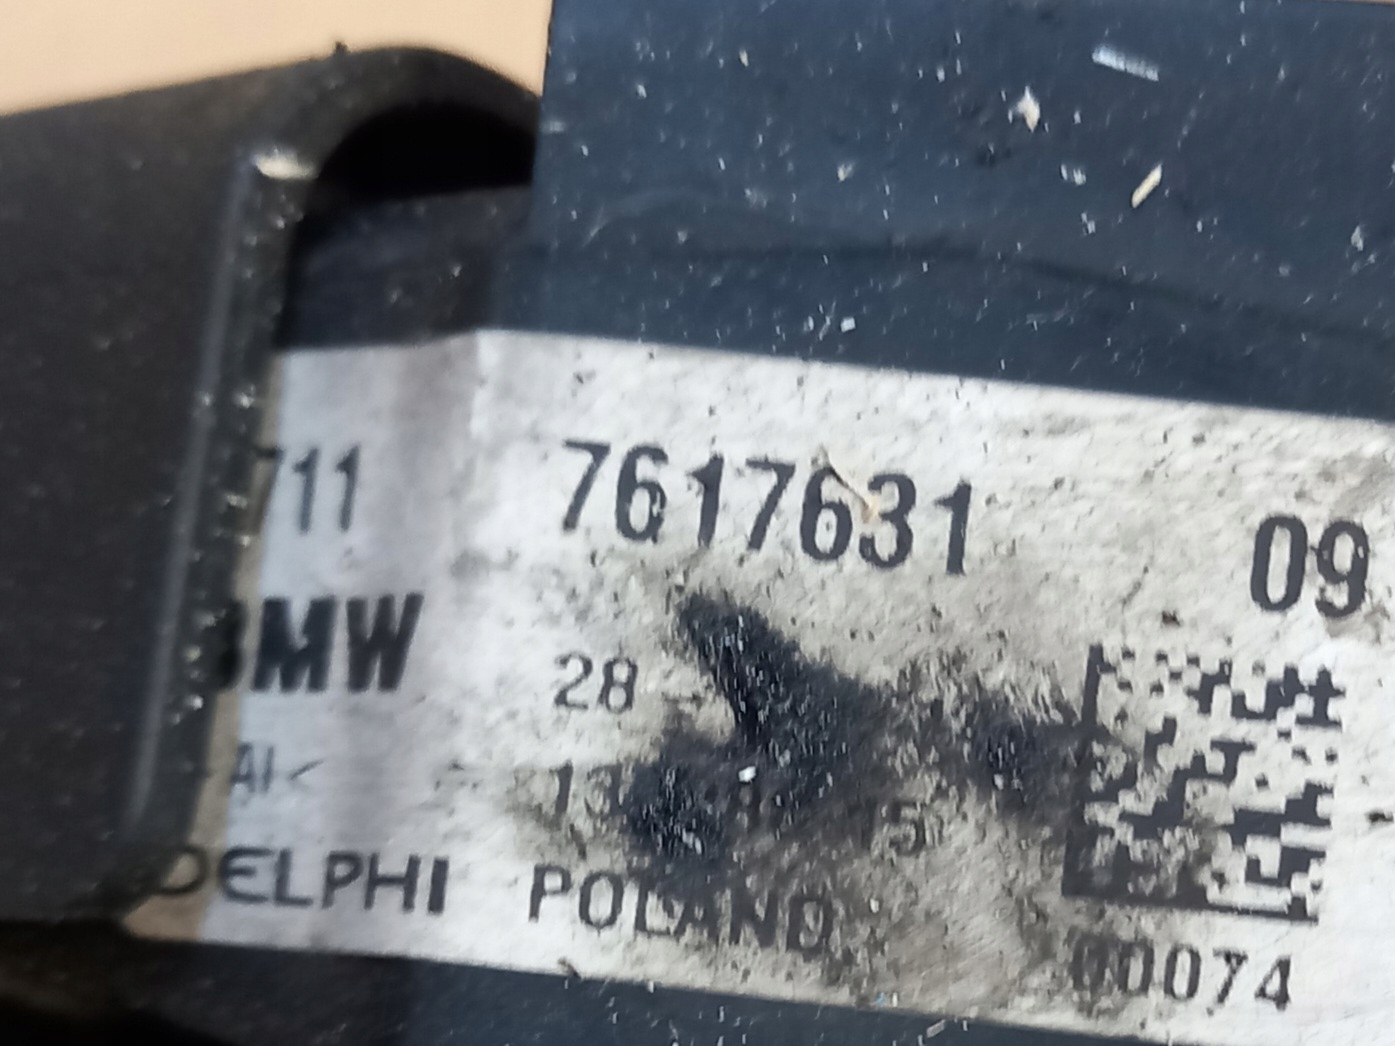 711 7617631 09
BMW 28
DELPHI POLAND
00074